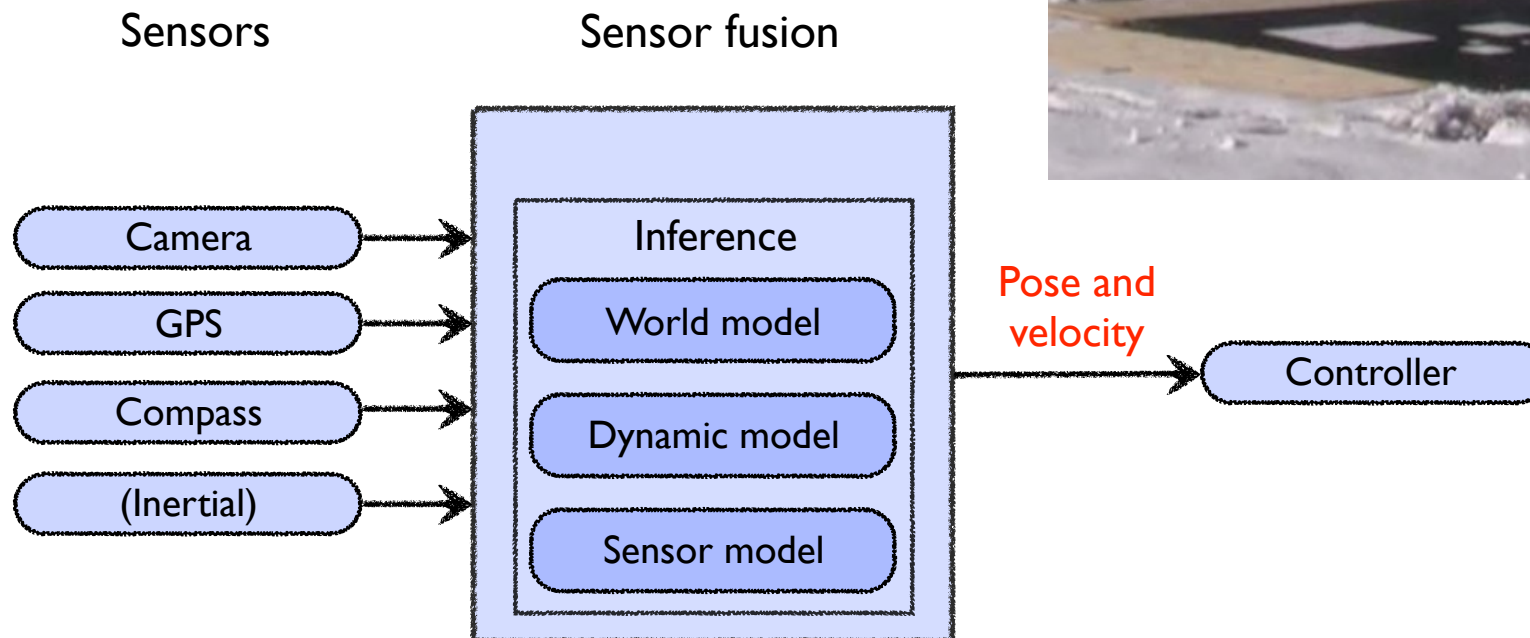 Sensors
Sensor fusion
Camera
GPS
Compass
(Inertial)
Inference
World model
Dynamic model
Sensor model
Pose and
velocity
Controller